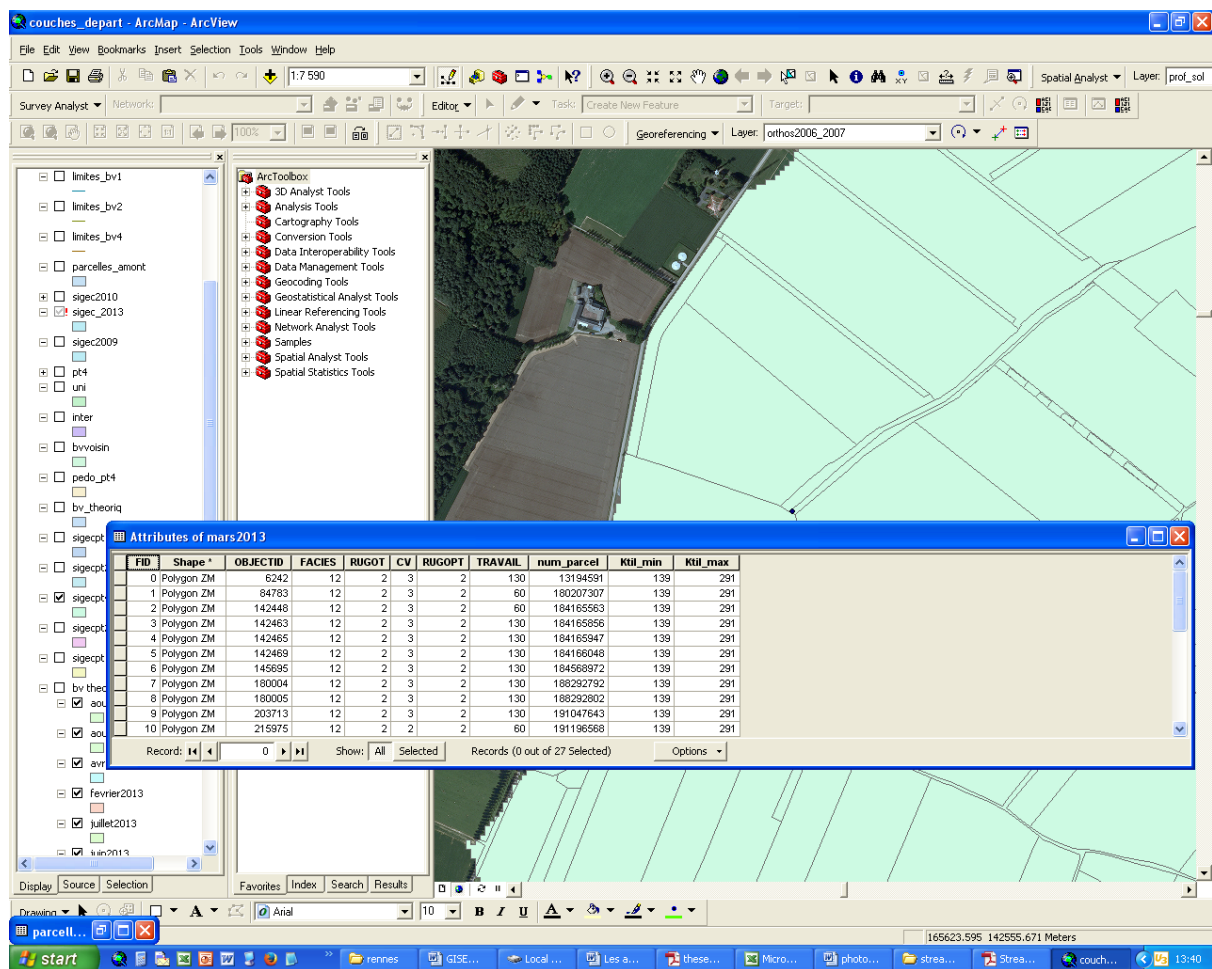 couches_depart - ArcMap - ArcView
File Edit View Bookmarks Insert Selection Tools Window Help
1:7 590
Spatial Analyst Layer: prof_sol
Survey Analyst Network: Editor Task: Create New Feature Target:
100% Georeferencing Layer: orthos2006_2007
limites_bv1
limites_bv2
limites_bv4
parcelles_amont
sigec2010
sigec_2013
sigec2009
pt4
uni
inter
bvvoisin
pedo_pt4
bv_theoriq
sigecpt
sigecpt
sigecpt
sigecpt
sigecpt
bv theo
aou
aou
avr
fevrier2013
juillet2013
juin2013
Display Source Selection
ArcToolbox
3D Analyst Tools
Analysis Tools
Cartography Tools
Conversion Tools
Data Interoperability Tools
Data Management Tools
Geocoding Tools
Geostatistical Analyst Tools
Linear Referencing Tools
Network Analyst Tools
Samples
Spatial Analyst Tools
Spatial Statistics Tools
Favorites Index Search Results
Attributes of mars2013
FID Shape * OBJECTID FACIES RUGOT CV RUGOPT TRAVAIL num_parcel Ktil_min Ktil_max
0 Polygon ZM 6242 12 2 3 2 130 13194591 139 291
1 Polygon ZM 84783 12 2 3 2 60 180207307 139 291
2 Polygon ZM 142448 12 2 3 2 60 184165563 139 291
3 Polygon ZM 142463 12 2 3 2 130 184165856 139 291
4 Polygon ZM 142465 12 2 3 2 130 184165947 139 291
5 Polygon ZM 142469 12 2 3 2 130 184166048 139 291
6 Polygon ZM 145695 12 2 3 2 130 184568972 139 291
7 Polygon ZM 180004 12 2 3 2 130 188292792 139 291
8 Polygon ZM 180005 12 2 3 2 130 188292802 139 291
9 Polygon ZM 203713 12 2 3 2 130 191047643 139 291
10 Polygon ZM 215975 12 2 2 2 60 191196568 139 291
Record: 0 Show: All Selected Records (0 out of 27 Selected) Options
Drawing A Arial 10 B I U A
parcell...
165623.595 142555.671 Meters
start rennes GISE... Local ... Les a... these... Micro... photo... strea... Strea... couch... 13:40